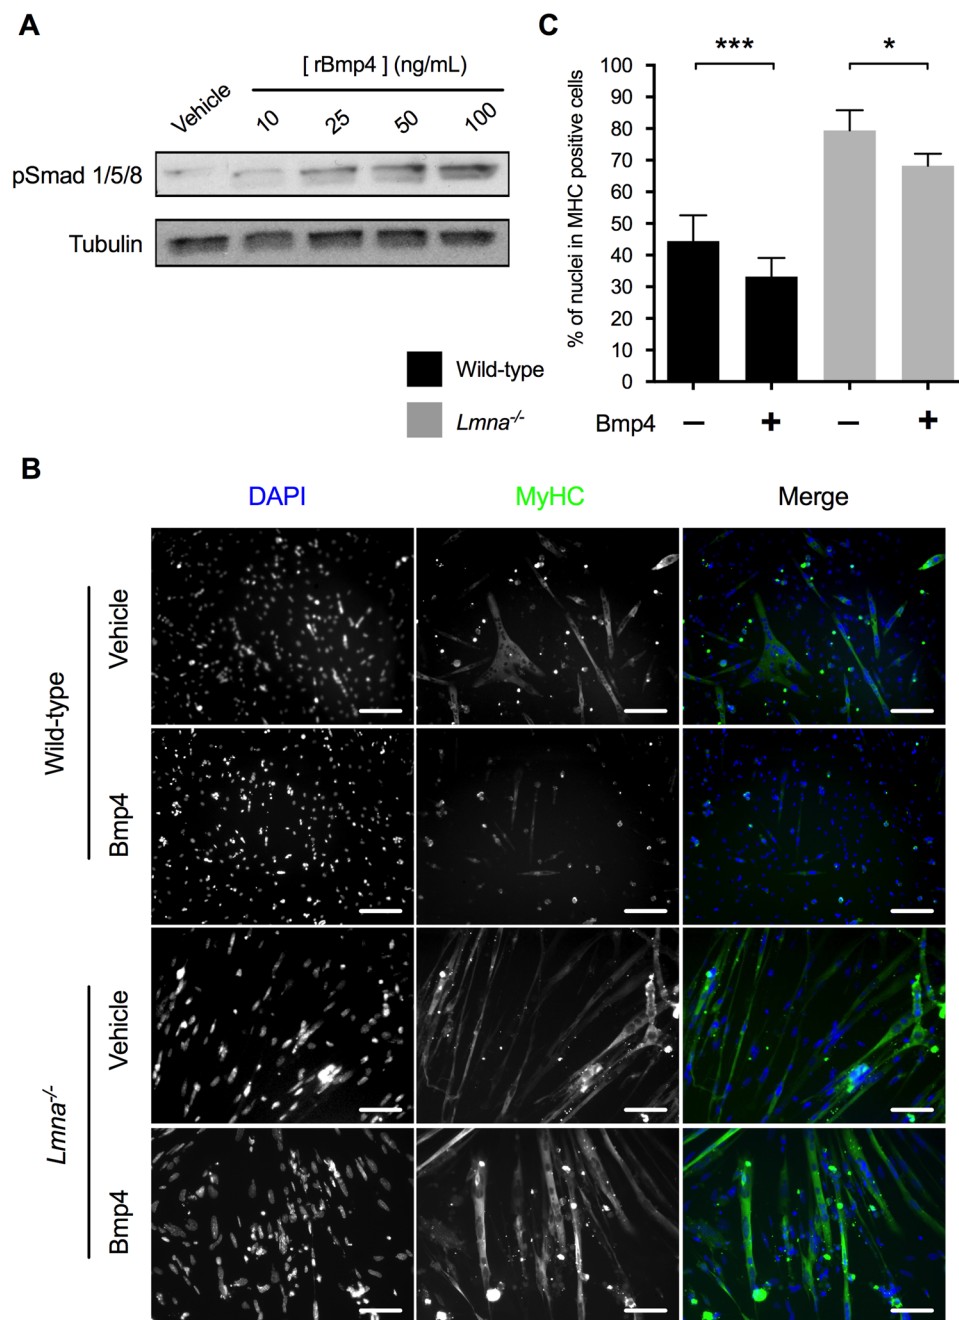 A
[ rBmp4 ] (ng/mL)
Vehicle 10 25 50 100
pSmad 1/5/8
Tubulin
Wild-type
Lmna-/-
C
*** *
% of nuclei in MHC positive cells
100
90
80
70
60
50
40
30
20
10
0
Bmp4 – + – +
B
DAPI MyHC Merge
Wild-type
Vehicle
Bmp4
Lmna-/-
Vehicle
Bmp4